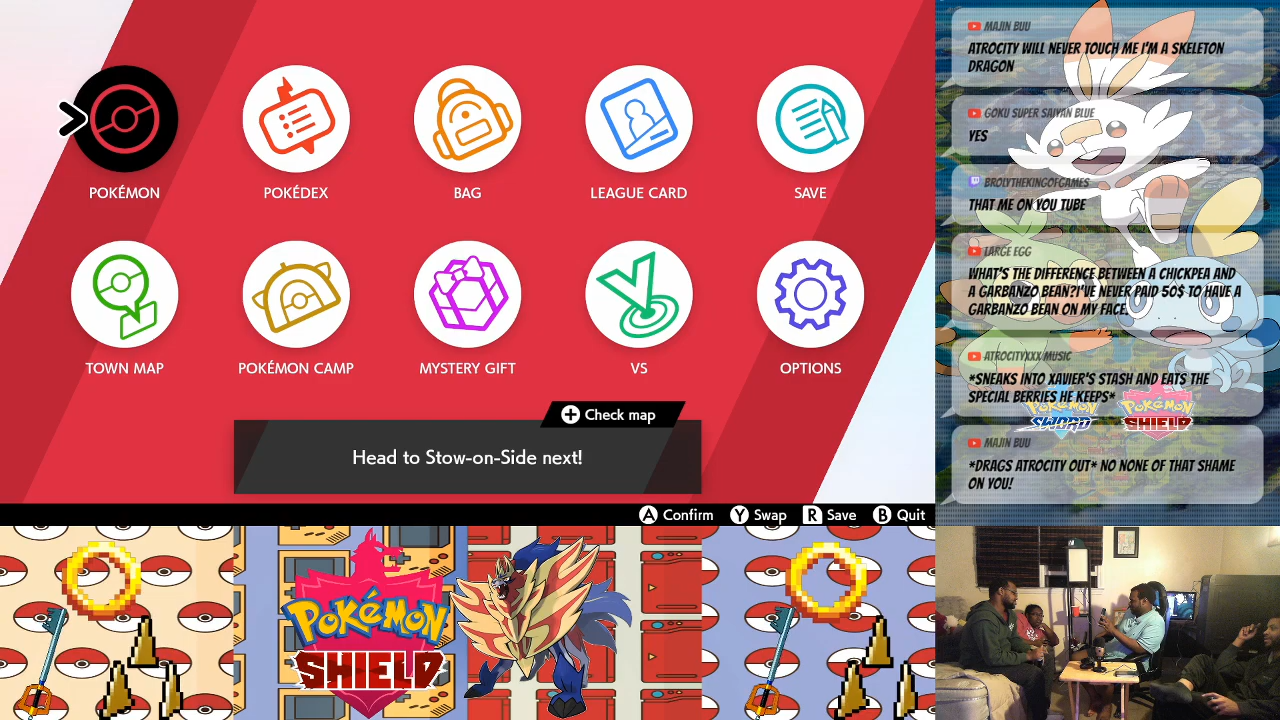 POKÉMON
POKÉDEX
BAG
LEAGUE CARD
SAVE
TOWN MAP
POKÉMON CAMP
MYSTERY GIFT
VS
OPTIONS
+ Check map
Head to Stow-on-Side next!
A Confirm Y Swap R Save B Quit
MAJIN BUU
ATROCITY WILL NEVER TOUCH ME I'M A SKELETON
DRAGON
GOKU SUPER SAIYAN BLUE
YES
BROLYTHEKINGOFGAMES
THAT ME ON YOU TUBE
LARGE EGG
WHAT'S THE DIFFERENCE BETWEEN A CHICKPEA AND
A GARBANZO BEAN?I'VE NEVER PAID 50$ TO HAVE A
GARBANZO BEAN ON MY FACE.
ATROCITYXXX MUSIC
*SNEAKS INTO XAVIER'S STASH AND EATS THE
SPECIAL BERRIES HE KEEPS*
POKÉMON
SWORD
POKÉMON
SHIELD
MAJIN BUU
*DRAGS ATROCITY OUT* NO NONE OF THAT SHAME
ON YOU!
POKÉMON
SHIELD